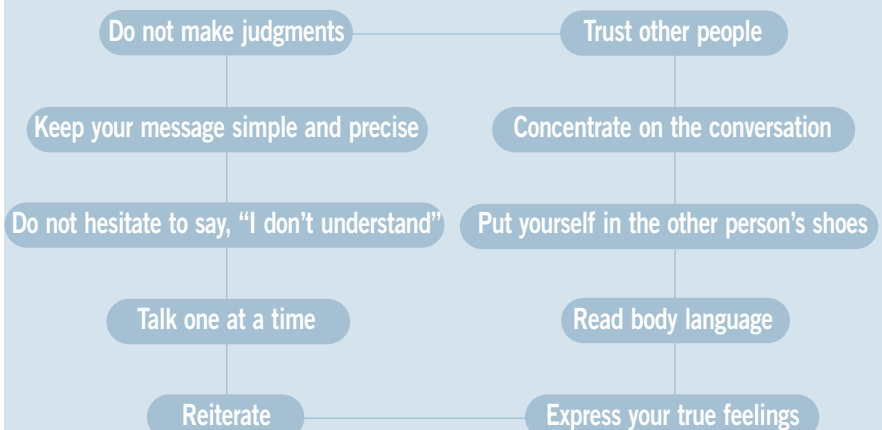 Do not make judgments
Trust other people
Keep your message simple and precise
Concentrate on the conversation
Do not hesitate to say, “I don’t understand”
Put yourself in the other person’s shoes
Talk one at a time
Read body language
Reiterate
Express your true feelings